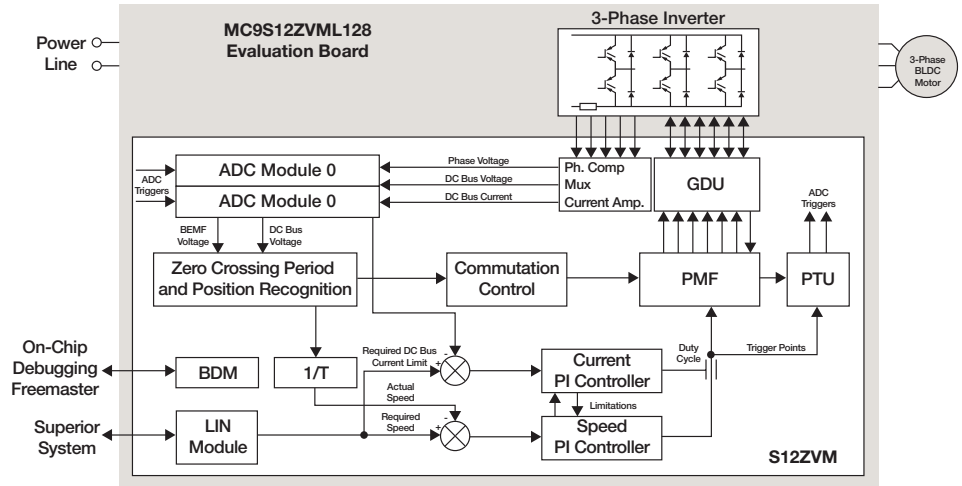 MC9S12ZVML128
Evaluation Board
3-Phase Inverter
Power
Line
3-Phase
BLDC
Motor
ADC Module 0
ADC Module 0
ADC
Triggers
Phase Voltage
DC Bus Voltage
DC Bus Current
Ph. Comp
Mux
Current Amp.
GDU
ADC
Triggers
BEMF
Voltage
DC Bus
Voltage
Zero Crossing Period
and Position Recognition
Commutation
Control
PMF
PTU
On-Chip
Debugging
Freemaster
BDM
1/T
Required DC Bus
Current Limit
-
+
Current
PI Controller
Duty
Cycle
Trigger Points
Actual
Speed
Limitations
Superior
System
LIN
Module
Required
Speed
-
+
Speed
PI Controller
S12ZVM